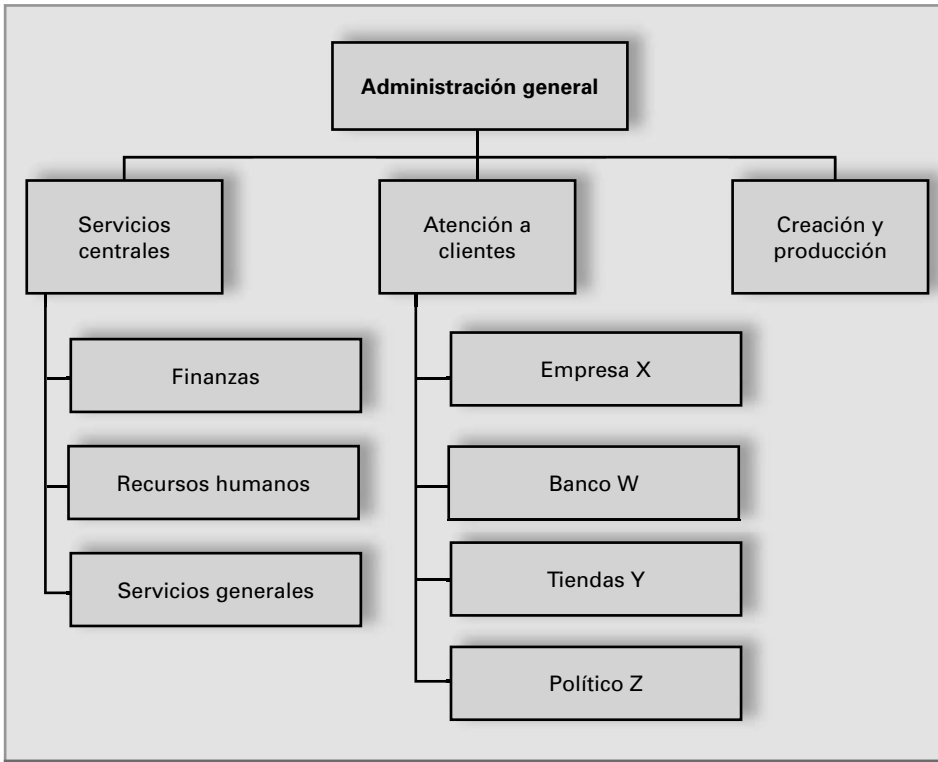 Administración general
Servicios
centrales
Atención a
clientes
Creación y
producción
Finanzas
Recursos humanos
Servicios generales
Empresa X
Banco W
Tiendas Y
Político Z